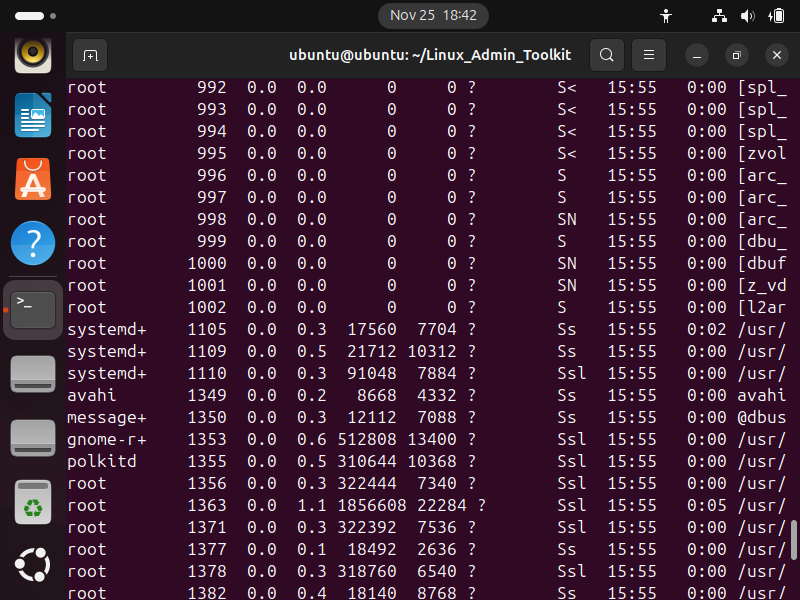 Nov 25 18:42
ubuntu@ubuntu: ~/Linux_Admin_Toolkit
root 992 0.0 0.0 0 0 ? S< 15:55 0:00 [spl_
root 993 0.0 0.0 0 0 ? S< 15:55 0:00 [spl_
root 994 0.0 0.0 0 0 ? S< 15:55 0:00 [spl_
root 995 0.0 0.0 0 0 ? S< 15:55 0:00 [zvol
root 996 0.0 0.0 0 0 ? S 15:55 0:00 [arc_
root 997 0.0 0.0 0 0 ? S 15:55 0:00 [arc_
root 998 0.0 0.0 0 0 ? SN 15:55 0:00 [arc_
root 999 0.0 0.0 0 0 ? S 15:55 0:00 [dbu_
root 1000 0.0 0.0 0 0 ? SN 15:55 0:00 [dbuf
root 1001 0.0 0.0 0 0 ? SN 15:55 0:00 [z_vd
root 1002 0.0 0.0 0 0 ? S 15:55 0:00 [l2ar
systemd+ 1105 0.0 0.3 17560 7704 ? Ss 15:55 0:02 /usr/
systemd+ 1109 0.0 0.5 21712 10312 ? Ss 15:55 0:00 /usr/
systemd+ 1110 0.0 0.3 91048 7884 ? Ssl 15:55 0:00 /usr/
avahi 1349 0.0 0.2 8668 4332 ? Ss 15:55 0:00 avahi
message+ 1350 0.0 0.3 12112 7088 ? Ss 15:55 0:00 @dbus
gnome-r+ 1353 0.0 0.6 512808 13400 ? Ssl 15:55 0:00 /usr/
polkitd 1355 0.0 0.5 310644 10368 ? Ssl 15:55 0:00 /usr/
root 1356 0.0 0.3 322444 7340 ? Ssl 15:55 0:00 /usr/
root 1363 0.0 1.1 1856608 22284 ? Ssl 15:55 0:05 /usr/
root 1371 0.0 0.3 322392 7536 ? Ssl 15:55 0:00 /usr/
root 1377 0.0 0.1 18492 2636 ? Ss 15:55 0:00 /usr/
root 1378 0.0 0.3 318760 6540 ? Ssl 15:55 0:00 /usr/
root 1382 0.0 0.4 18140 8768 ? Ss 15:55 0:00 /usr/